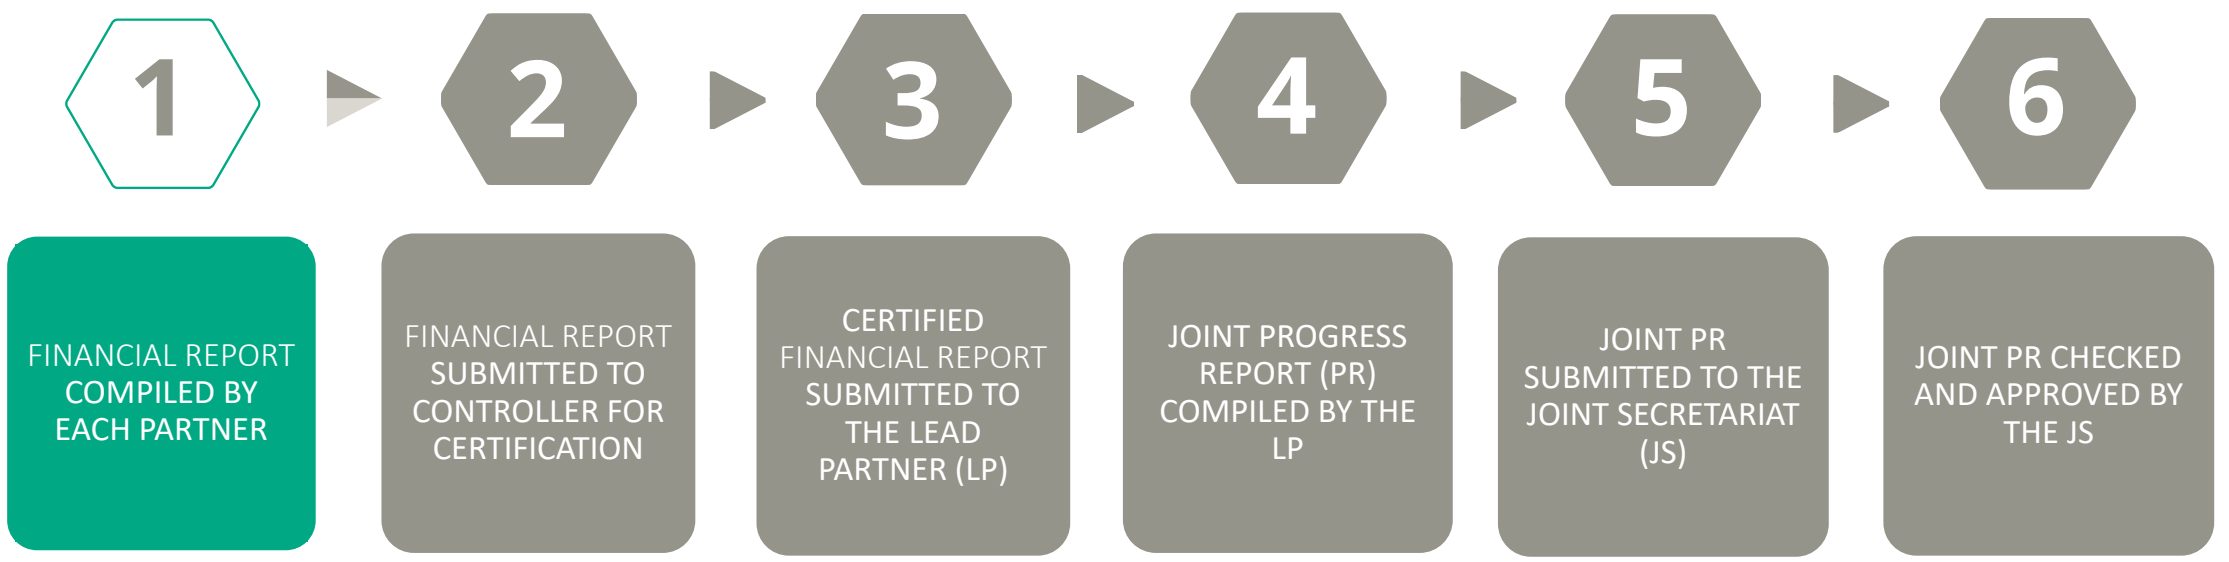 1
2
3
4
5
6
FINANCIAL REPORT
COMPILED BY
EACH PARTNER
FINANCIAL REPORT
SUBMITTED TO
CONTROLLER FOR
CERTIFICATION
CERTIFIED
FINANCIAL REPORT
SUBMITTED TO
THE LEAD
PARTNER (LP)
JOINT PROGRESS
REPORT (PR)
COMPILED BY THE
LP
JOINT PR
SUBMITTED TO THE
JOINT SECRETARIAT
(JS)
JOINT PR CHECKED
AND APPROVED BY
THE JS